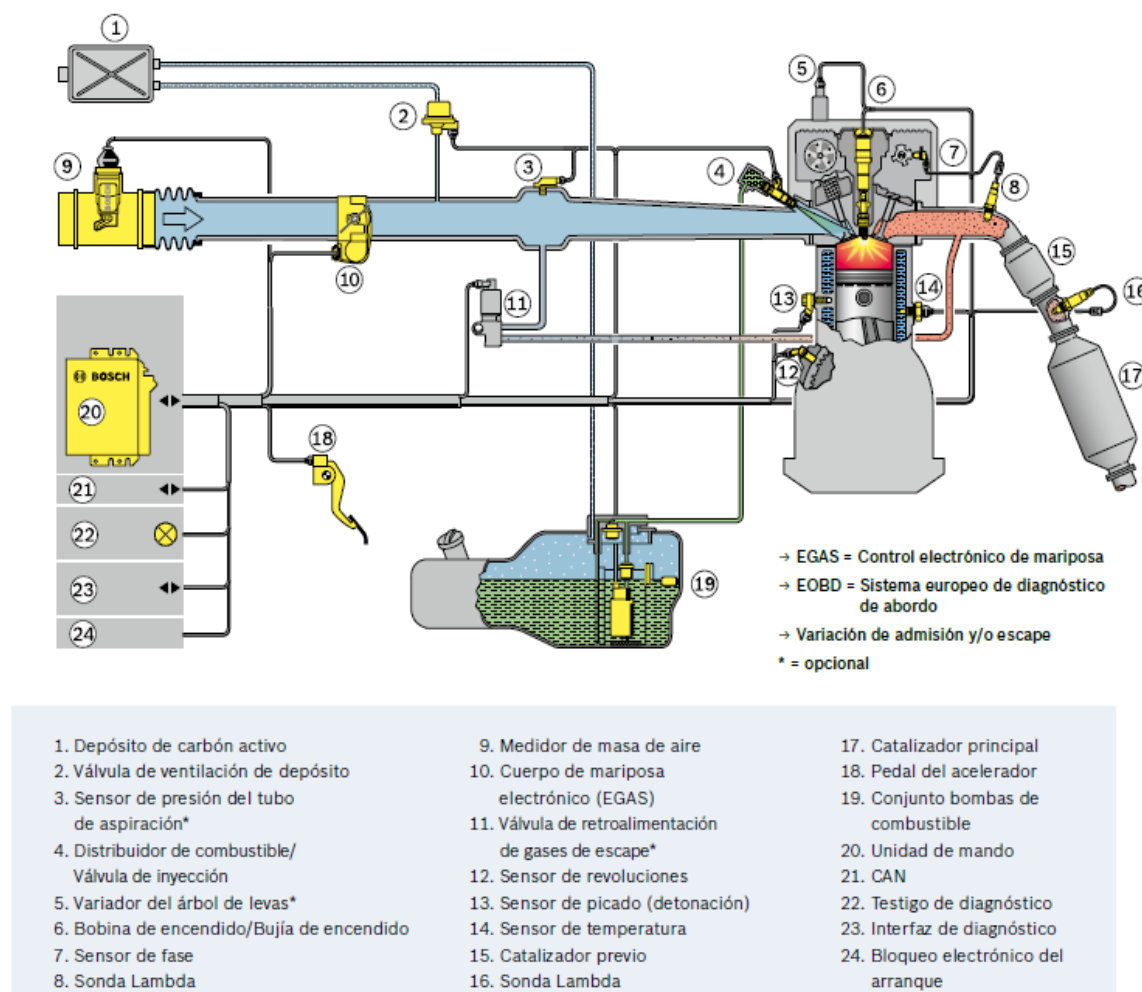 1
2
3
4
5
6
7
8
9
10
11
12
13
14
15
16
17
18
19
BOSCH
20
21
22
23
24
→ EGAS = Control electrónico de mariposa
→ EOBD = Sistema europeo de diagnóstico
de abordo
→ Variación de admisión y/o escape
* = opcional
1. Depósito de carbón activo
2. Válvula de ventilación de depósito
3. Sensor de presión del tubo
de aspiración*
4. Distribuidor de combustible/
Válvula de inyección
5. Variador del árbol de levas*
6. Bobina de encendido/Bujía de encendido
7. Sensor de fase
8. Sonda Lambda
9. Medidor de masa de aire
10. Cuerpo de mariposa
electrónico (EGAS)
11. Válvula de retroalimentación
de gases de escape*
12. Sensor de revoluciones
13. Sensor de picado (detonación)
14. Sensor de temperatura
15. Catalizador previo
16. Sonda Lambda
17. Catalizador principal
18. Pedal del acelerador
19. Conjunto bombas de
combustible
20. Unidad de mando
21. CAN
22. Testigo de diagnóstico
23. Interfaz de diagnóstico
24. Bloqueo electrónico del
arranque